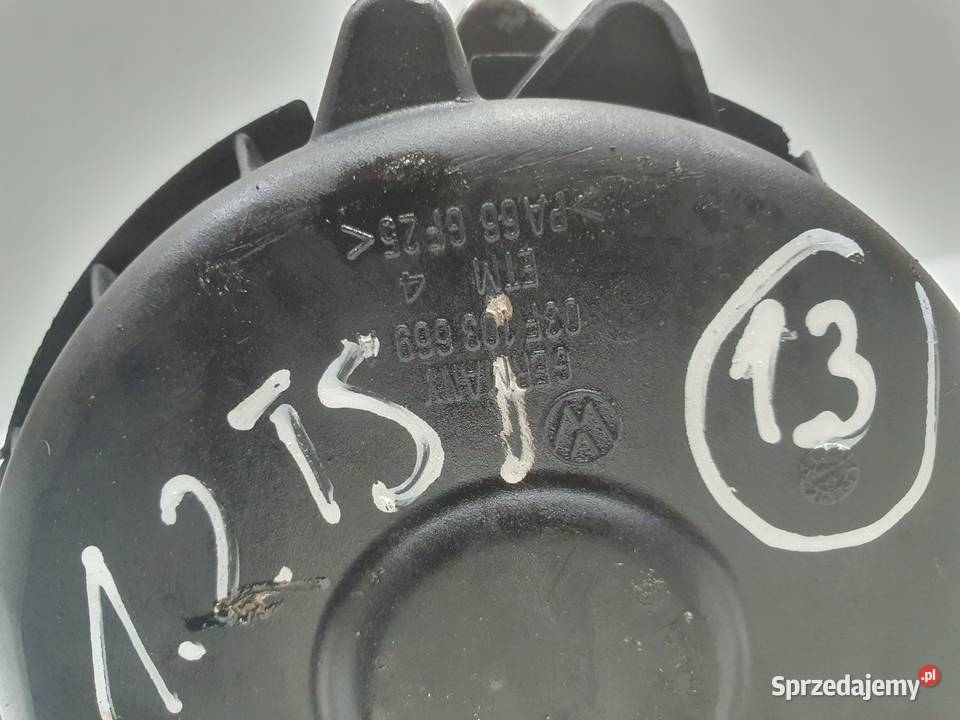 >PA66 GF25<
ETM 4
03F 103 669
GERMANY
1.2 TSI
13
Sprzedajemy.pl